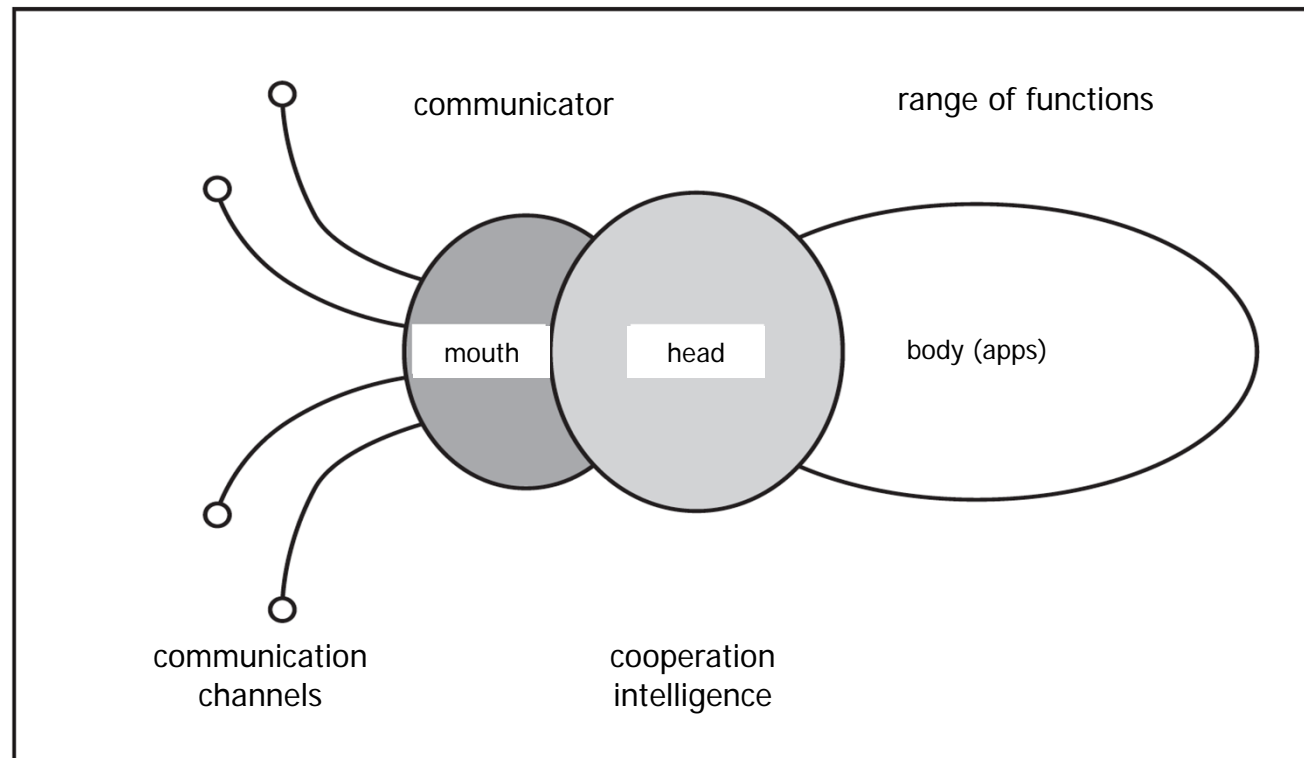 communicator
range of functions
mouth
head
body (apps)
communication
channels
cooperation
intelligence